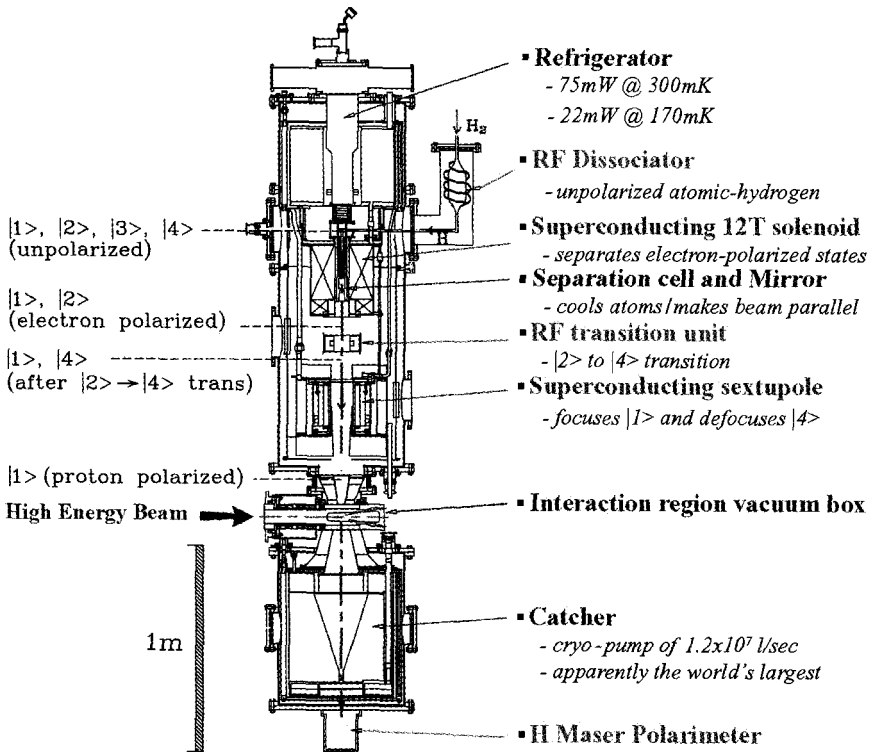 ▪ Refrigerator
- 75mW @ 300mK
- 22mW @ 170mK
H₂
▪ RF Dissociator
- unpolarized atomic-hydrogen
|1>, |2>, |3>, |4>
(unpolarized)
▪ Superconducting 12T solenoid
- separates electron-polarized states
▪ Separation cell and Mirror
- cools atoms/makes beam parallel
|1>, |2>
(electron polarized)
▪ RF transition unit
- |2> to |4> transition
|1>, |4>
(after |2>→|4> trans)
▪ Superconducting sextupole
- focuses |1> and defocuses |4>
|1> (proton polarized)
High Energy Beam
▪ Interaction region vacuum box
1m
▪ Catcher
- cryo-pump of 1.2x10⁷ l/sec
- apparently the world's largest
▪ H Maser Polarimeter